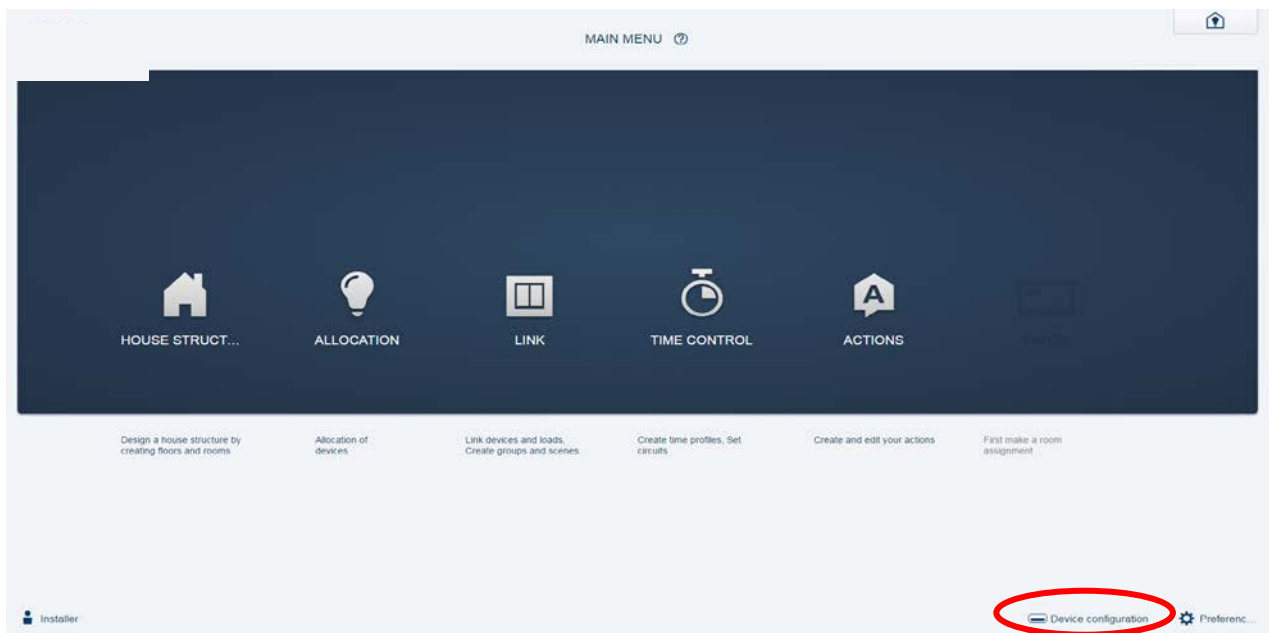 MAIN MENU ?
HOUSE STRUCT...
ALLOCATION
LINK
TIME CONTROL
A
ACTIONS
Design a house structure by
creating floors and rooms
Allocation of
devices
Link devices and loads,
Create groups and scenes
Create time profiles, Set
circuits
Create and edit your actions
First make a room
assignment
Installer
Device configuration
Preferenc...